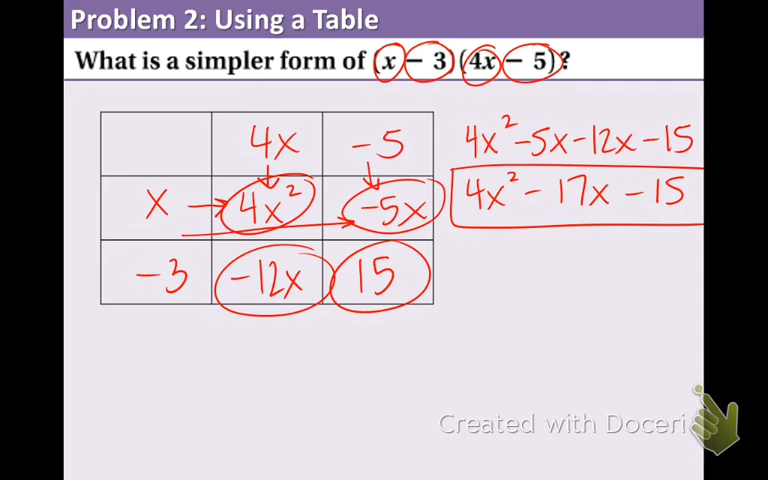 Problem 2: Using a Table
What is a simpler form of (x − 3)(4x − 5)?
4x −5
x 4x² −5x
−3 −12x 15
4x² −5x −12x −15
4x² − 17x − 15
Created with Doceri